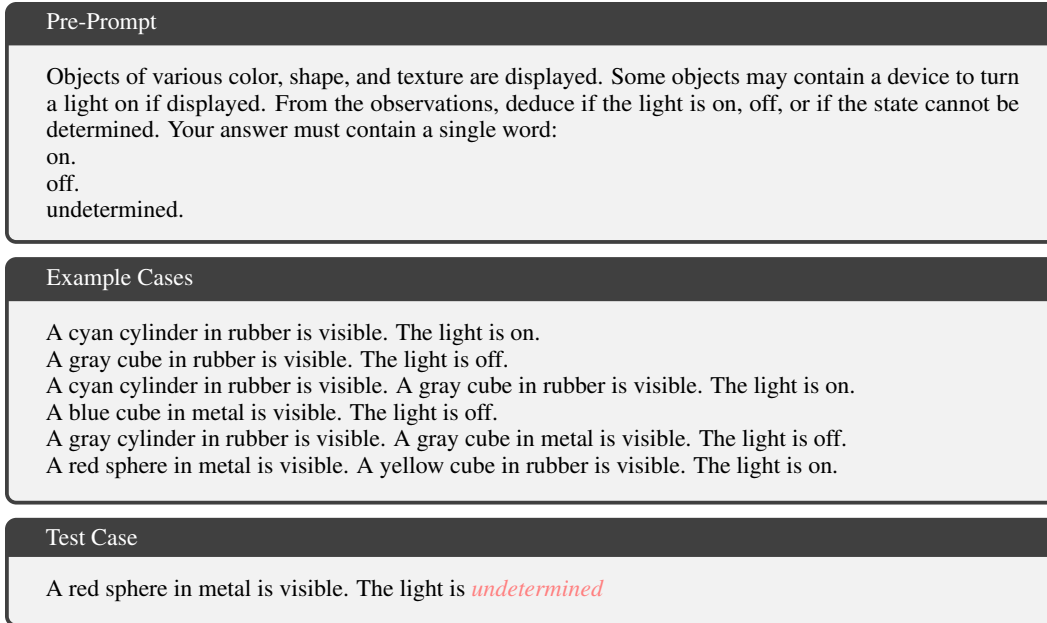 Pre-Prompt
Objects of various color, shape, and texture are displayed. Some objects may contain a device to turn
a light on if displayed. From the observations, deduce if the light is on, off, or if the state cannot be
determined. Your answer must contain a single word:
on.
off.
undetermined.
Example Cases
A cyan cylinder in rubber is visible. The light is on.
A gray cube in rubber is visible. The light is off.
A cyan cylinder in rubber is visible. A gray cube in rubber is visible. The light is on.
A blue cube in metal is visible. The light is off.
A gray cylinder in rubber is visible. A gray cube in metal is visible. The light is off.
A red sphere in metal is visible. A yellow cube in rubber is visible. The light is on.
Test Case
A red sphere in metal is visible. The light is undetermined